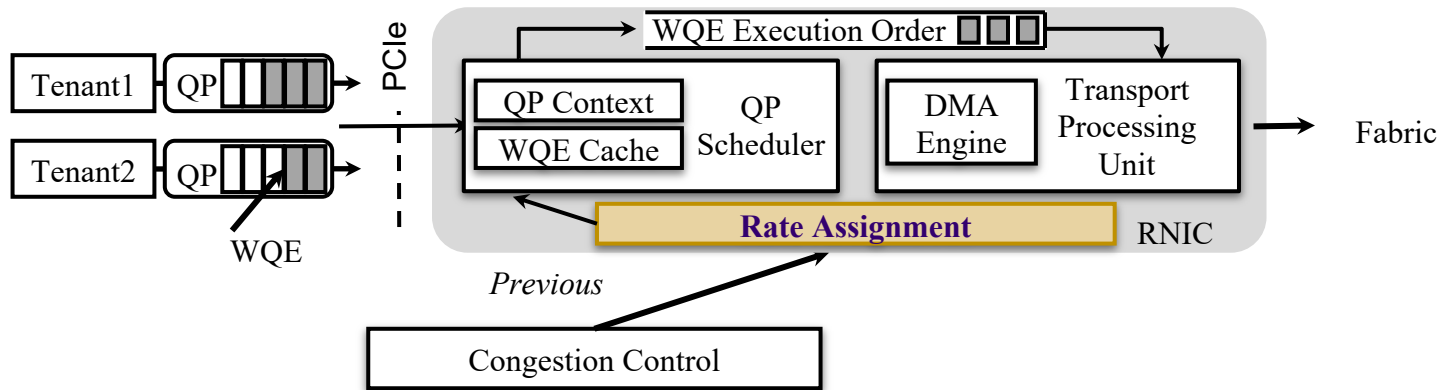 WQE Execution Order
PCIe
Tenant1
QP
QP Context
WQE Cache
QP
Scheduler
DMA
Engine
Transport
Processing
Unit
Fabric
Tenant2
QP
WQE
Rate Assignment
RNIC
Previous
Congestion Control